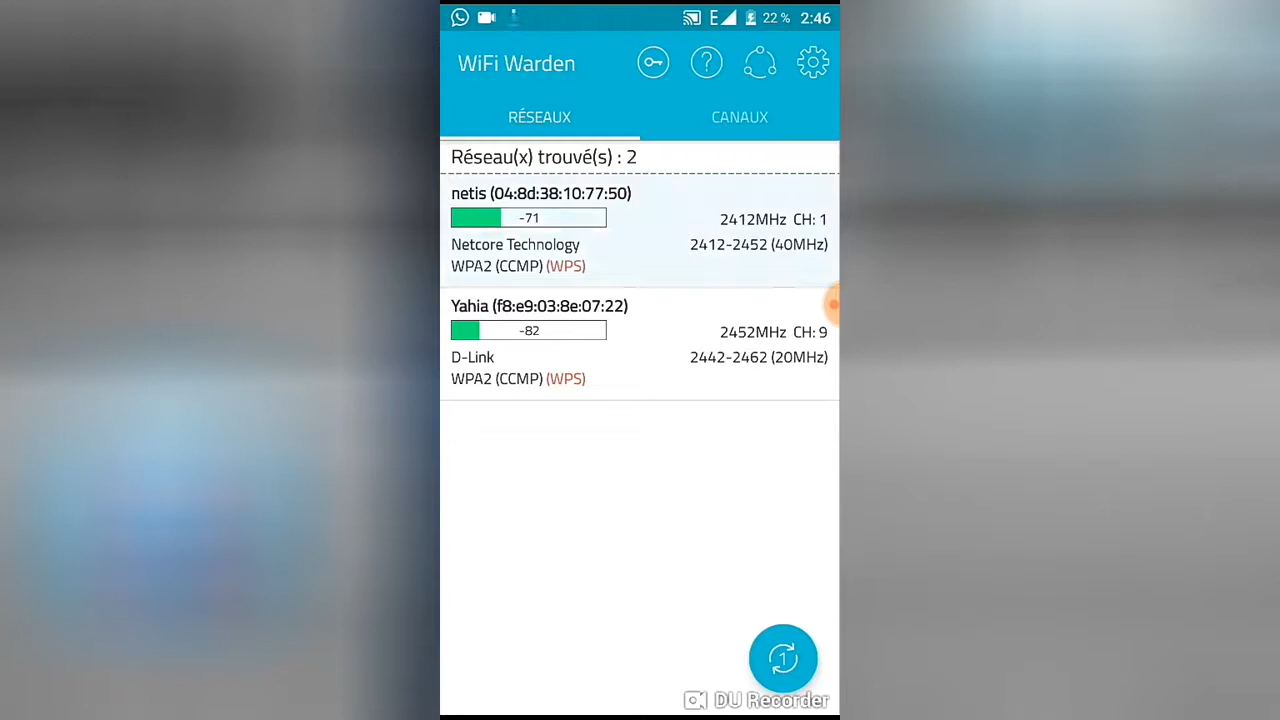 E 22 % 2:46
WiFi Warden
RÉSEAUX CANAUX
Réseau(x) trouvé(s) : 2
netis (04:8d:38:10:77:50)
-71 2412MHz CH: 1
Netcore Technology 2412-2452 (40MHz)
WPA2 (CCMP) (WPS)
Yahia (f8:e9:03:8e:07:22)
-82 2452MHz CH: 9
D-Link 2442-2462 (20MHz)
WPA2 (CCMP) (WPS)
1
DU Recorder